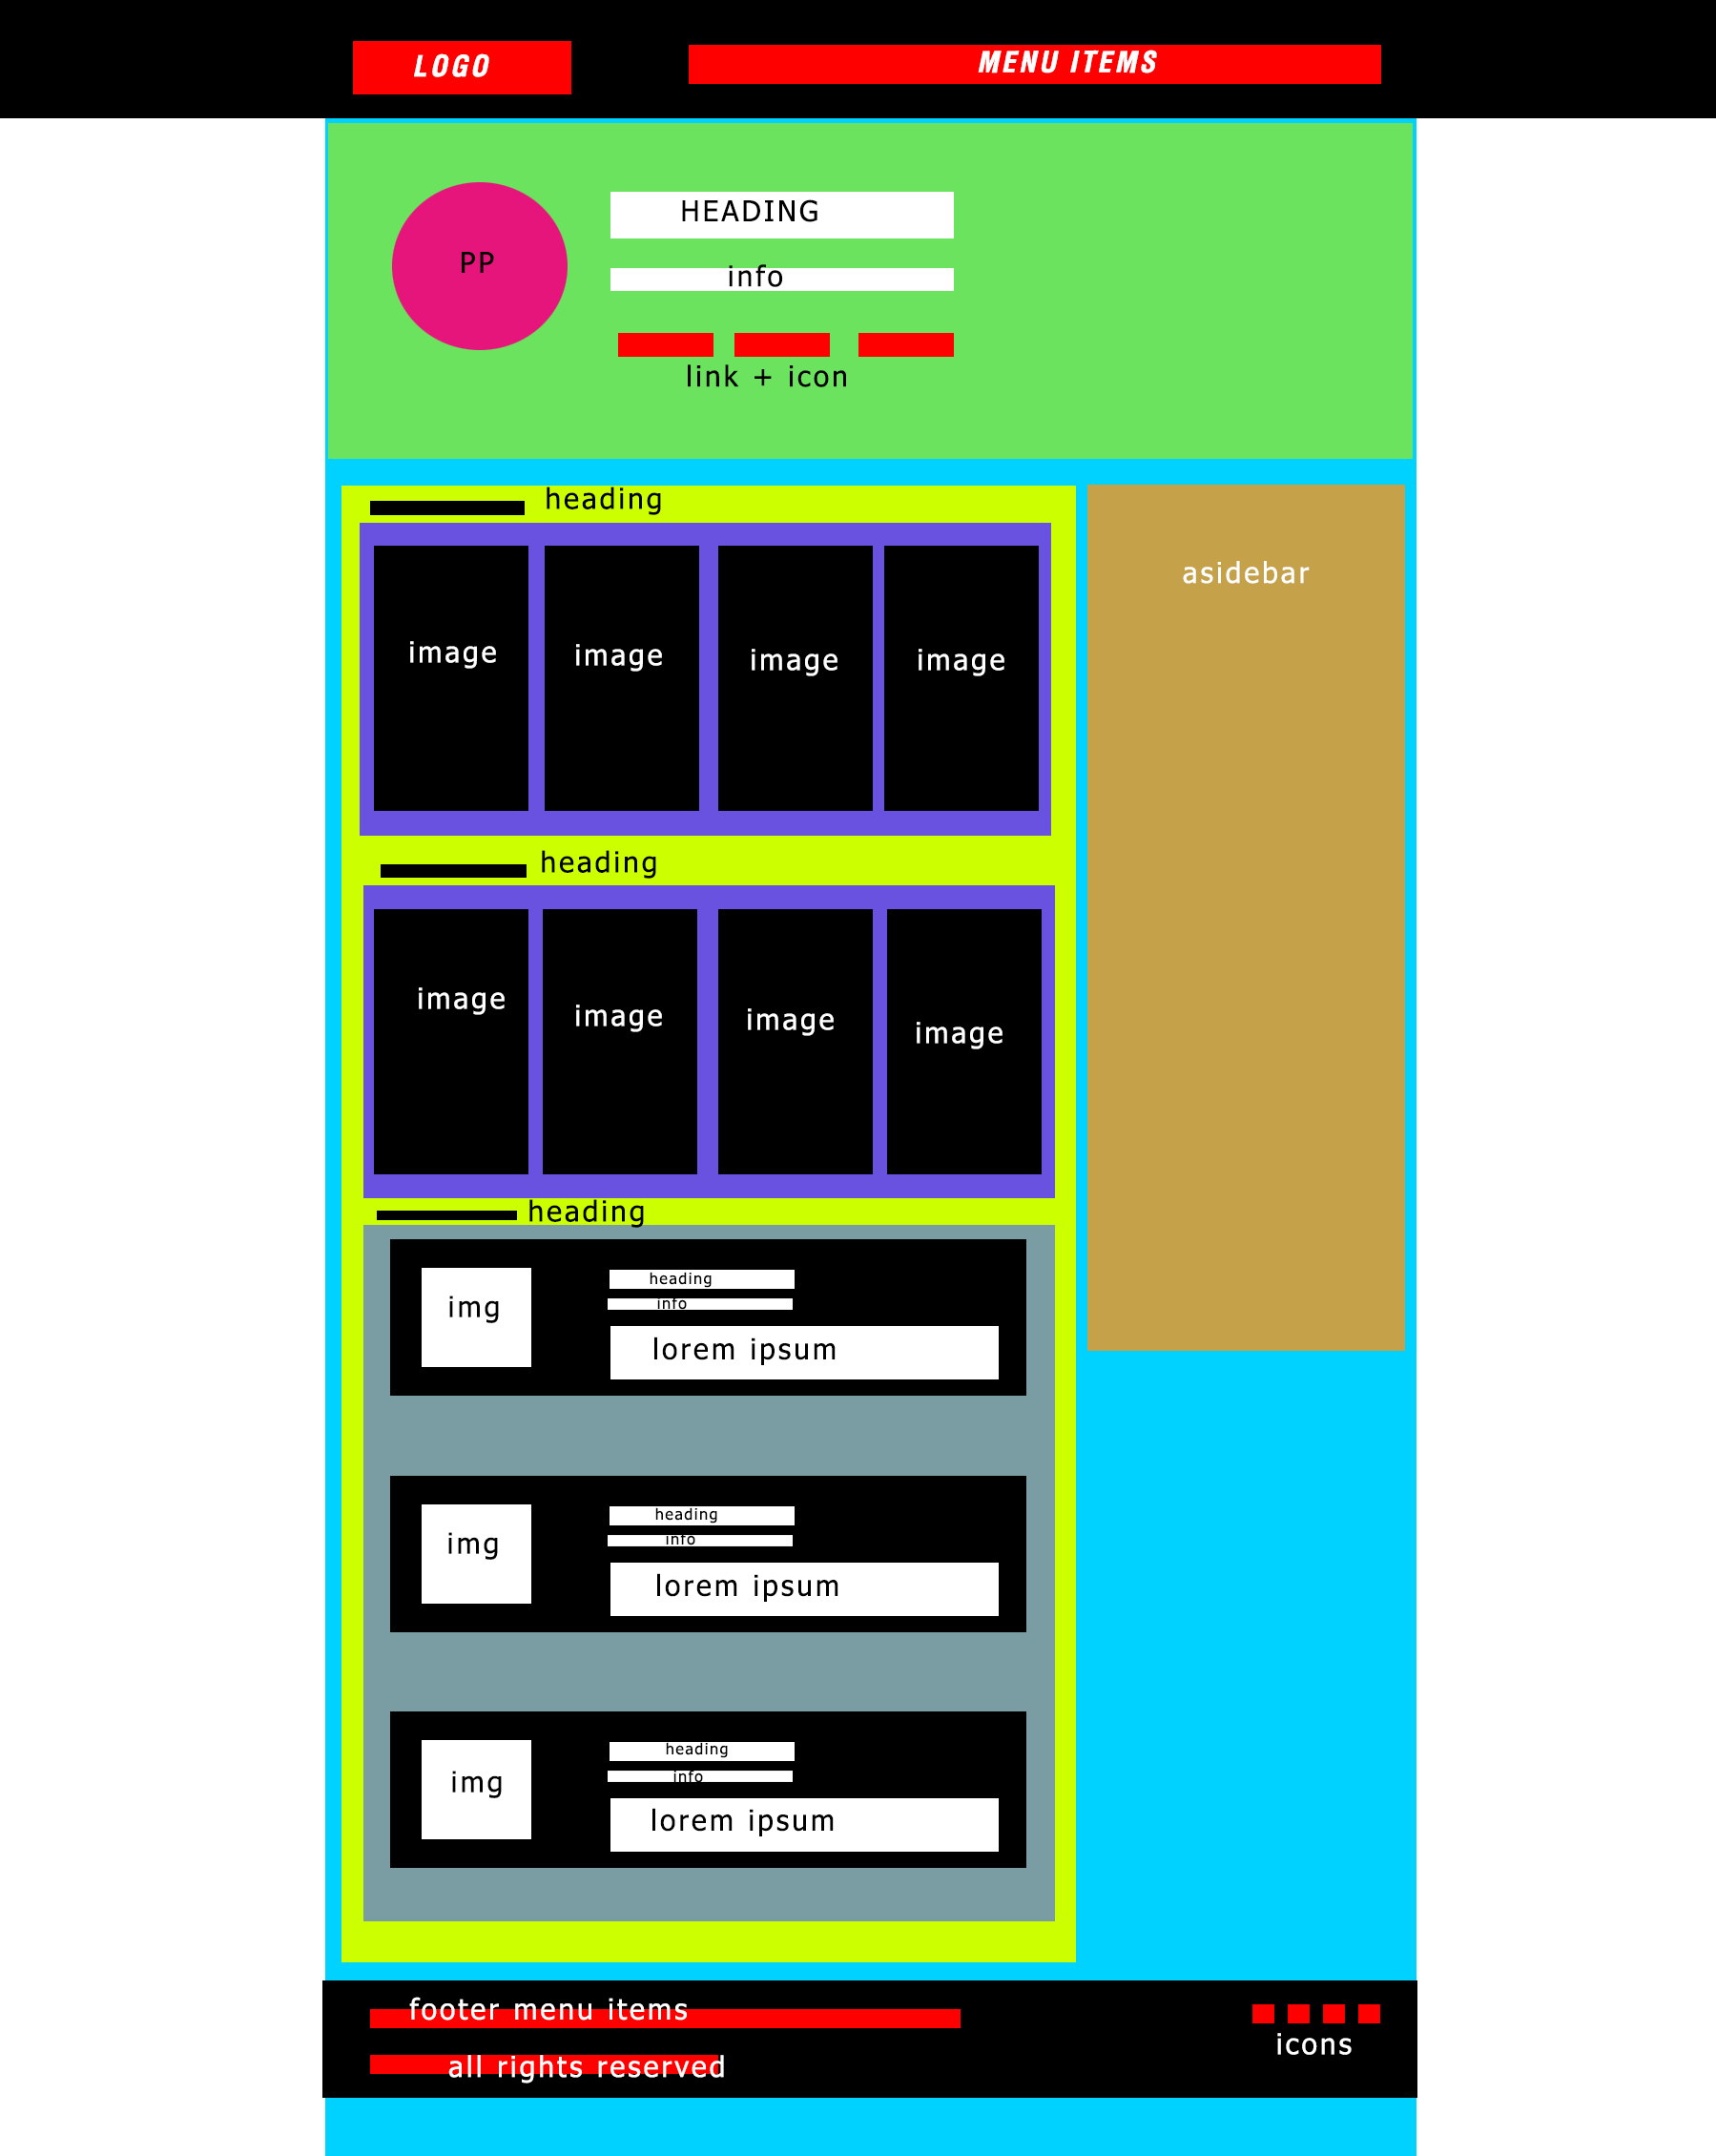 LOGO
MENU ITEMS
HEADING
PP
info
link + icon
heading
asidebar
image
image
image
image
heading
image
image
image
image
heading
heading
img
info
lorem ipsum
heading
img
info
lorem ipsum
heading
img
info
lorem ipsum
footer menu items
icons
all rights reserved